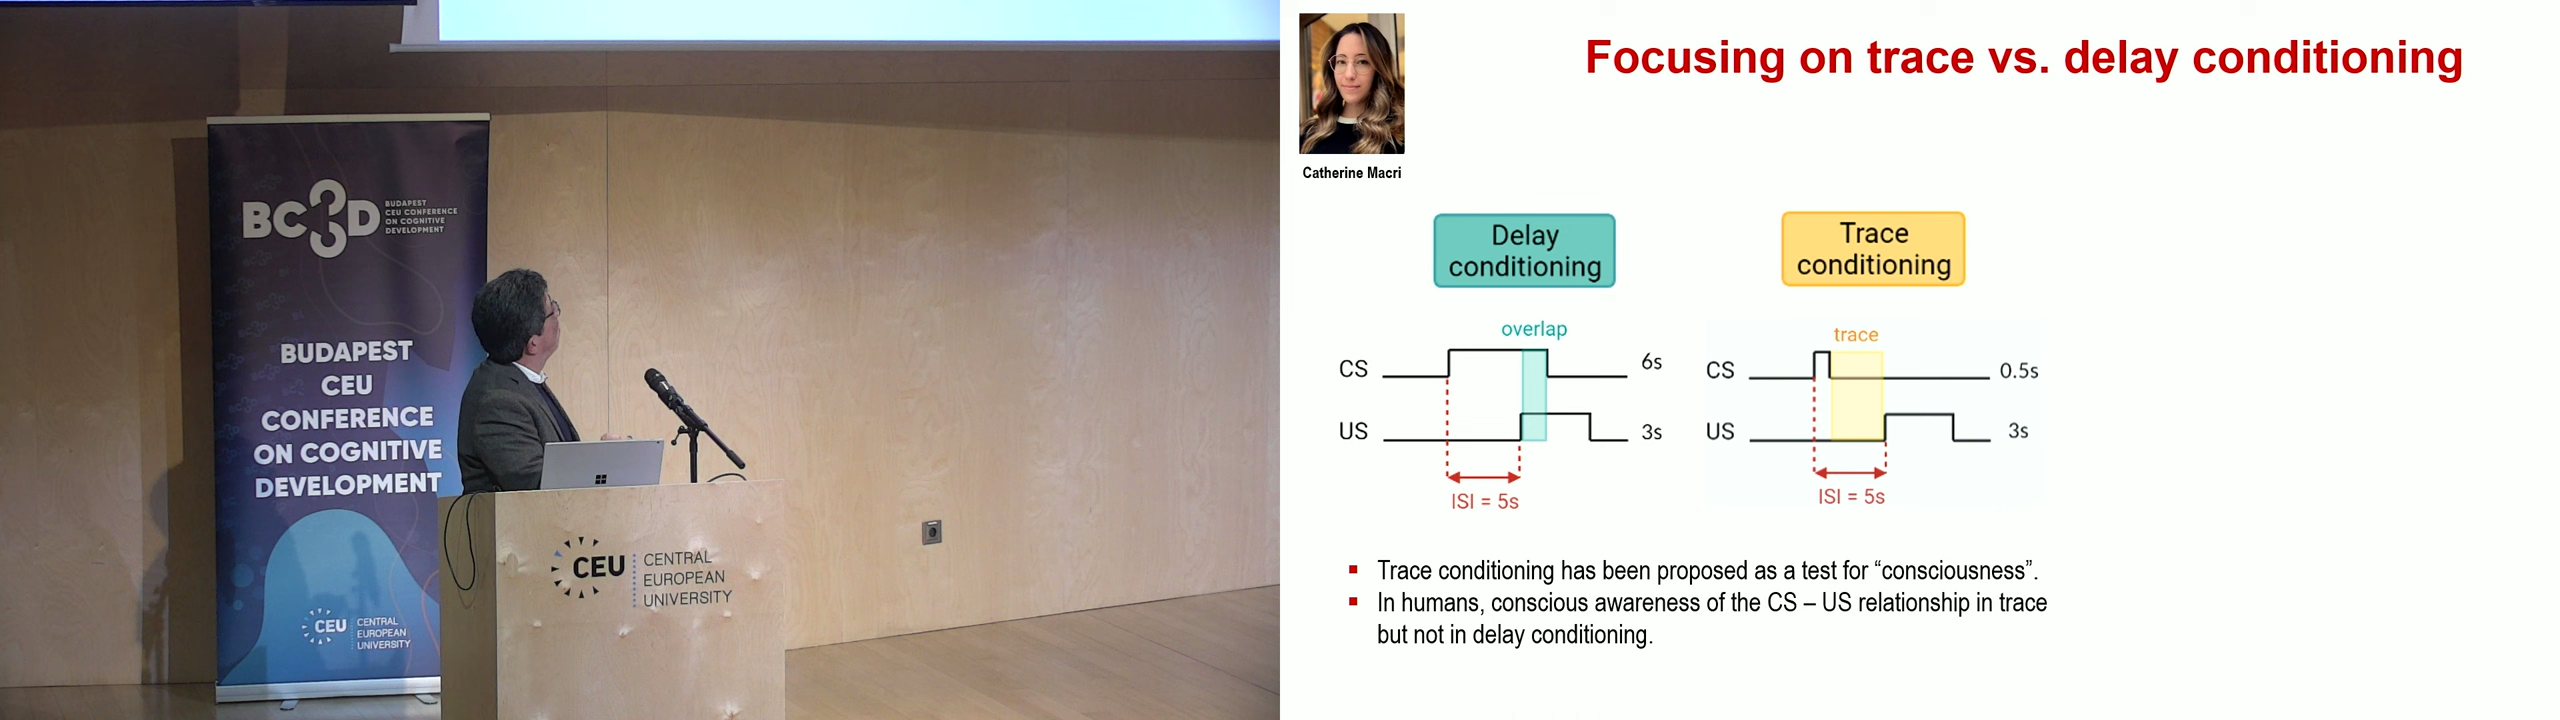 BC3D
BUDAPEST
CEU CONFERENCE
ON COGNITIVE
DEVELOPMENT
BUDAPEST
CEU
CONFERENCE
ON COGNITIVE
DEVELOPMENT
CEU
CENTRAL
EUROPEAN
UNIVERSITY
CEU
CENTRAL
EUROPEAN
UNIVERSITY
Focusing on trace vs. delay conditioning
Catherine Macri
Delay
conditioning
overlap
CS
6s
US
3s
ISI = 5s
Trace
conditioning
trace
CS
0.5s
US
3s
ISI = 5s
Trace conditioning has been proposed as a test for “consciousness”.
In humans, conscious awareness of the CS – US relationship in trace
but not in delay conditioning.